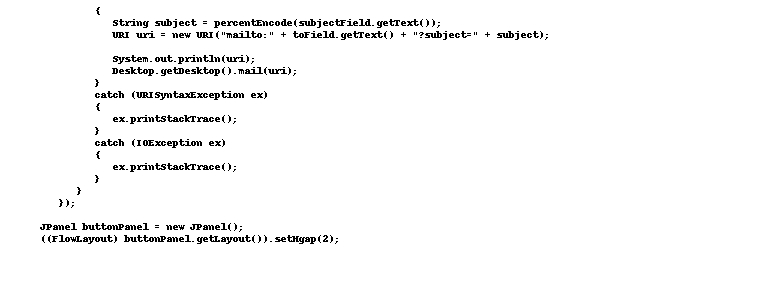 {
String subject = percentEncode(subjectField.getText());
URI uri = new URI("mailto:" + toField.getText() + "?subject=" + subject);
System.out.println(uri);
Desktop.getDesktop().mail(uri);
}
catch (URISyntaxException ex)
{
ex.printStackTrace();
}
catch (IOException ex)
{
ex.printStackTrace();
}
}
});
JPanel buttonPanel = new JPanel();
((FlowLayout) buttonPanel.getLayout()).setHgap(2);